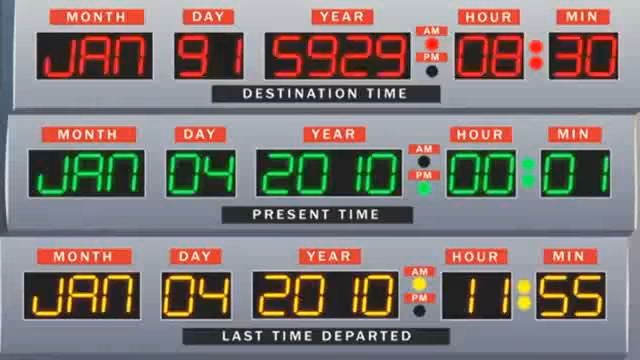 MONTH DAY YEAR HOUR MIN
AM
JAN 91 5929 PM 08:30
DESTINATION TIME
MONTH DAY YEAR HOUR MIN
AM
JAN 04 2010 PM 00:01
PRESENT TIME
MONTH DAY YEAR HOUR MIN
AM
JAN 04 2010 PM 11:55
LAST TIME DEPARTED